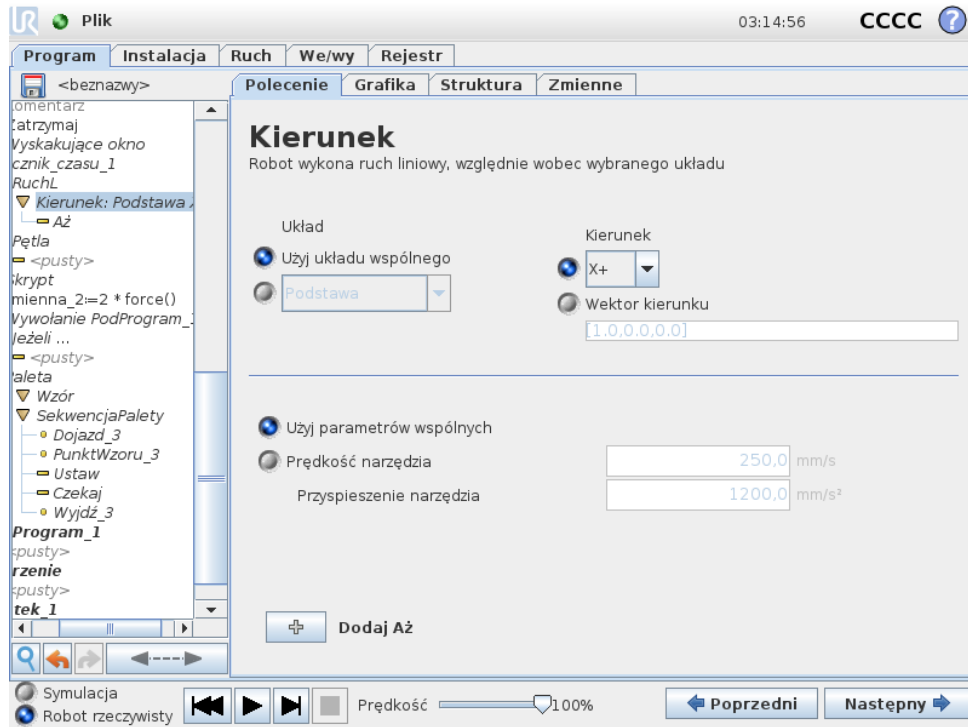 UR Plik 03:14:56 CCCC ?
Program Instalacja Ruch We/wy Rejestr
<beznazwy>
Polecenie Grafika Struktura Zmienne
Zatrzymaj
Wyskakujące okno
cznik_czasu_1
RuchL
Kierunek: Podstawa
Aż
Pętla
<pusty>
Skrypt
mienna_2:=2 * force()
Wywołanie PodProgram_
Jeżeli ...
<pusty>
Paleta
Wzór
SekwencjaPalety
Dojazd_3
PunktWzoru_3
Ustaw
Czekaj
Wyjdź_3
Program_1
<pusty>
rzenie
<pusty>
tek_1
Kierunek
Robot wykona ruch liniowy, względnie wobec wybranego układu
Układ
Użyj układu wspólnego
Podstawa
Kierunek
X+
Wektor kierunku
[1.0,0.0,0.0]
Użyj parametrów wspólnych
Prędkość narzędzia 250,0 mm/s
Przyspieszenie narzędzia 1200,0 mm/s²
Dodaj Aż
Symulacja
Robot rzeczywisty
Prędkość 100%
Poprzedni Następny